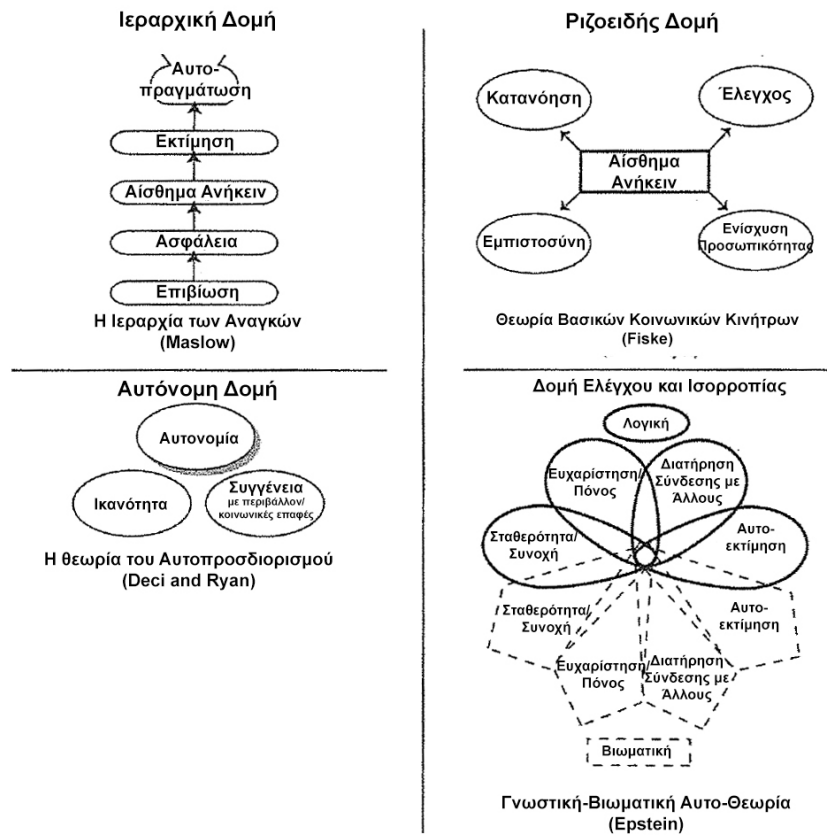 Ιεραρχική Δομή
Αυτο-
πραγμάτωση
Εκτίμηση
Αίσθημα Ανήκειν
Ασφάλεια
Επιβίωση
Η Ιεραρχία των Αναγκών
(Maslow)
Ριζοειδής Δομή
Κατανόηση
Έλεγχος
Αίσθημα
Ανήκειν
Εμπιστοσύνη
Ενίσχυση
Προσωπικότητας
Θεωρία Βασικών Κοινωνικών Κινήτρων
(Fiske)
Αυτόνομη Δομή
Αυτονομία
Ικανότητα
Συγγένεια
με περιβάλλον/
κοινωνικές επαφές
Η θεωρία του Αυτοπροσδιορισμού
(Deci and Ryan)
Δομή Ελέγχου και Ισορροπίας
Λογική
Ευχαρίστηση/
Πόνος
Διατήρηση
Σύνδεσης με
Άλλους
Σταθερότητα/
Συνοχή
Αυτο-
εκτίμηση
Σταθερότητα/
Συνοχή
Αυτο-
εκτίμηση
Ευχαρίστηση/
Πόνος
Διατήρηση
Σύνδεσης με
Άλλους
Βιωματική
Γνωστική-Βιωματική Αυτο-Θεωρία
(Epstein)